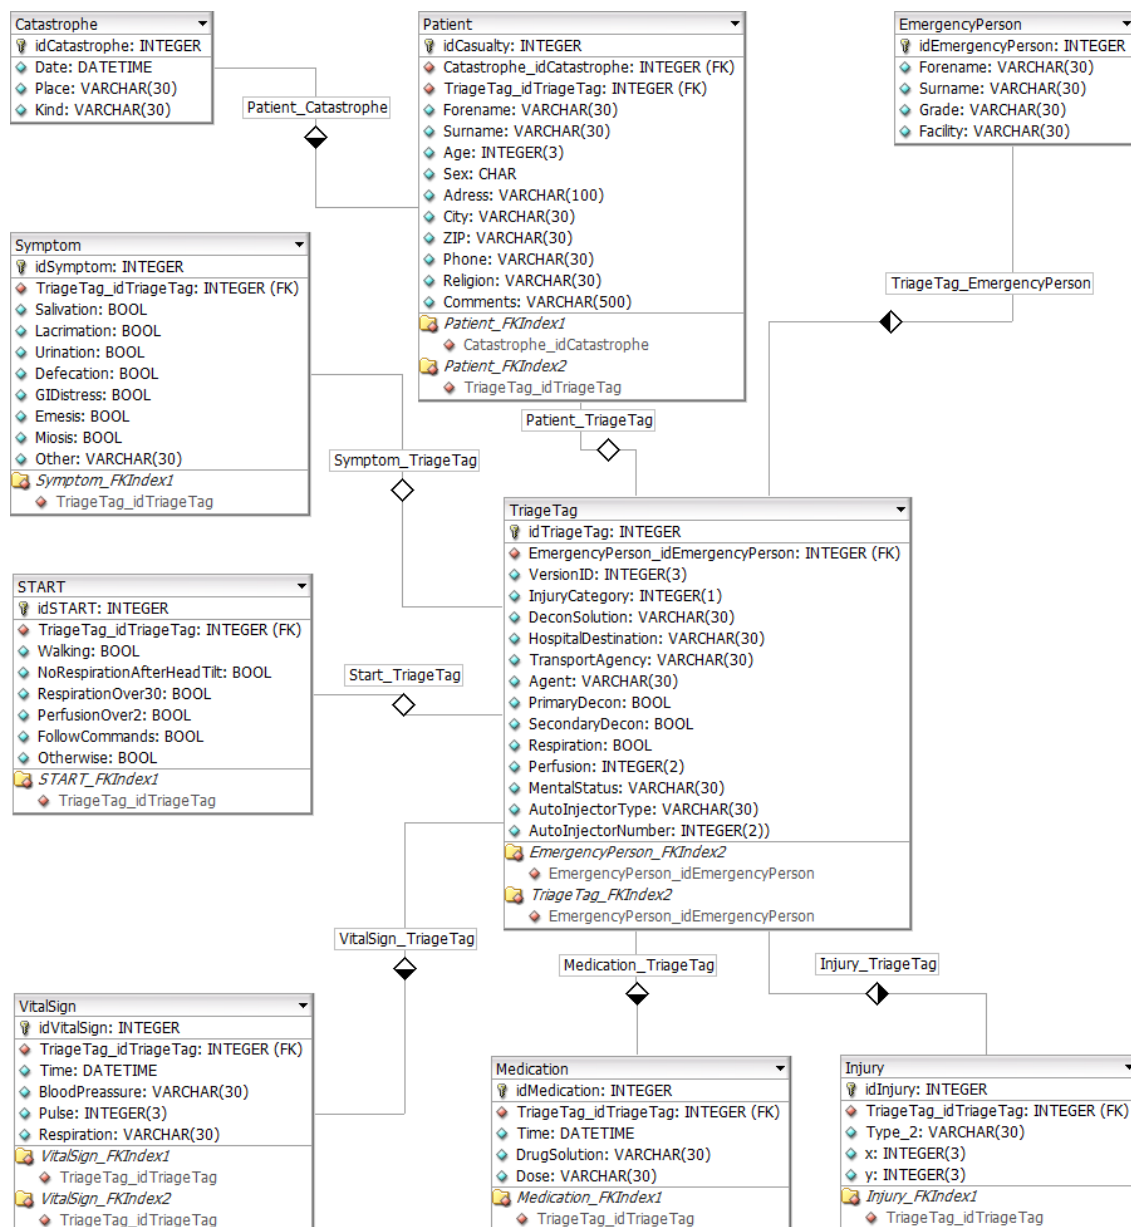 Catastrophe
idCatastrophe: INTEGER
Date: DATETIME
Place: VARCHAR(30)
Kind: VARCHAR(30)
Patient_Catastrophe
Patient
idCasualty: INTEGER
Catastrophe_idCatastrophe: INTEGER (FK)
TriageTag_idTriageTag: INTEGER (FK)
Forename: VARCHAR(30)
Surname: VARCHAR(30)
Age: INTEGER(3)
Sex: CHAR
Adress: VARCHAR(100)
City: VARCHAR(30)
ZIP: VARCHAR(30)
Phone: VARCHAR(30)
Religion: VARCHAR(30)
Comments: VARCHAR(500)
Patient_FKIndex1
Catastrophe_idCatastrophe
Patient_FKIndex2
TriageTag_idTriageTag
EmergencyPerson
idEmergencyPerson: INTEGER
Forename: VARCHAR(30)
Surname: VARCHAR(30)
Grade: VARCHAR(30)
Facility: VARCHAR(30)
TriageTag_EmergencyPerson
Symptom
idSymptom: INTEGER
TriageTag_idTriageTag: INTEGER (FK)
Salivation: BOOL
Lacrimation: BOOL
Urination: BOOL
Defecation: BOOL
GIDistress: BOOL
Emesis: BOOL
Miosis: BOOL
Other: VARCHAR(30)
Symptom_FKIndex1
TriageTag_idTriageTag
Symptom_TriageTag
Patient_TriageTag
START
idSTART: INTEGER
TriageTag_idTriageTag: INTEGER (FK)
Walking: BOOL
NoRespirationAfterHeadTilt: BOOL
RespirationOver30: BOOL
PerfusionOver2: BOOL
FollowCommands: BOOL
Otherwise: BOOL
START_FKIndex1
TriageTag_idTriageTag
Start_TriageTag
TriageTag
idTriageTag: INTEGER
EmergencyPerson_idEmergencyPerson: INTEGER (FK)
VersionID: INTEGER(3)
InjuryCategory: INTEGER(1)
DeconSolution: VARCHAR(30)
HospitalDestination: VARCHAR(30)
TransportAgency: VARCHAR(30)
Agent: VARCHAR(30)
PrimaryDecon: BOOL
SecondaryDecon: BOOL
Respiration: BOOL
Perfusion: INTEGER(2)
MentalStatus: VARCHAR(30)
AutoInjectorType: VARCHAR(30)
AutoInjectorNumber: INTEGER(2))
EmergencyPerson_FKIndex2
EmergencyPerson_idEmergencyPerson
TriageTag_FKIndex2
EmergencyPerson_idEmergencyPerson
VitalSign_TriageTag
Medication_TriageTag
Injury_TriageTag
VitalSign
idVitalSign: INTEGER
TriageTag_idTriageTag: INTEGER (FK)
Time: DATETIME
BloodPreassure: VARCHAR(30)
Pulse: INTEGER(3)
Respiration: VARCHAR(30)
VitalSign_FKIndex1
TriageTag_idTriageTag
VitalSign_FKIndex2
TriageTag_idTriageTag
Medication
idMedication: INTEGER
TriageTag_idTriageTag: INTEGER (FK)
Time: DATETIME
DrugSolution: VARCHAR(30)
Dose: VARCHAR(30)
Medication_FKIndex1
TriageTag_idTriageTag
Injury
idInjury: INTEGER
TriageTag_idTriageTag: INTEGER (FK)
Type_2: VARCHAR(30)
x: INTEGER(3)
y: INTEGER(3)
Injury_FKIndex1
TriageTag_idTriageTag